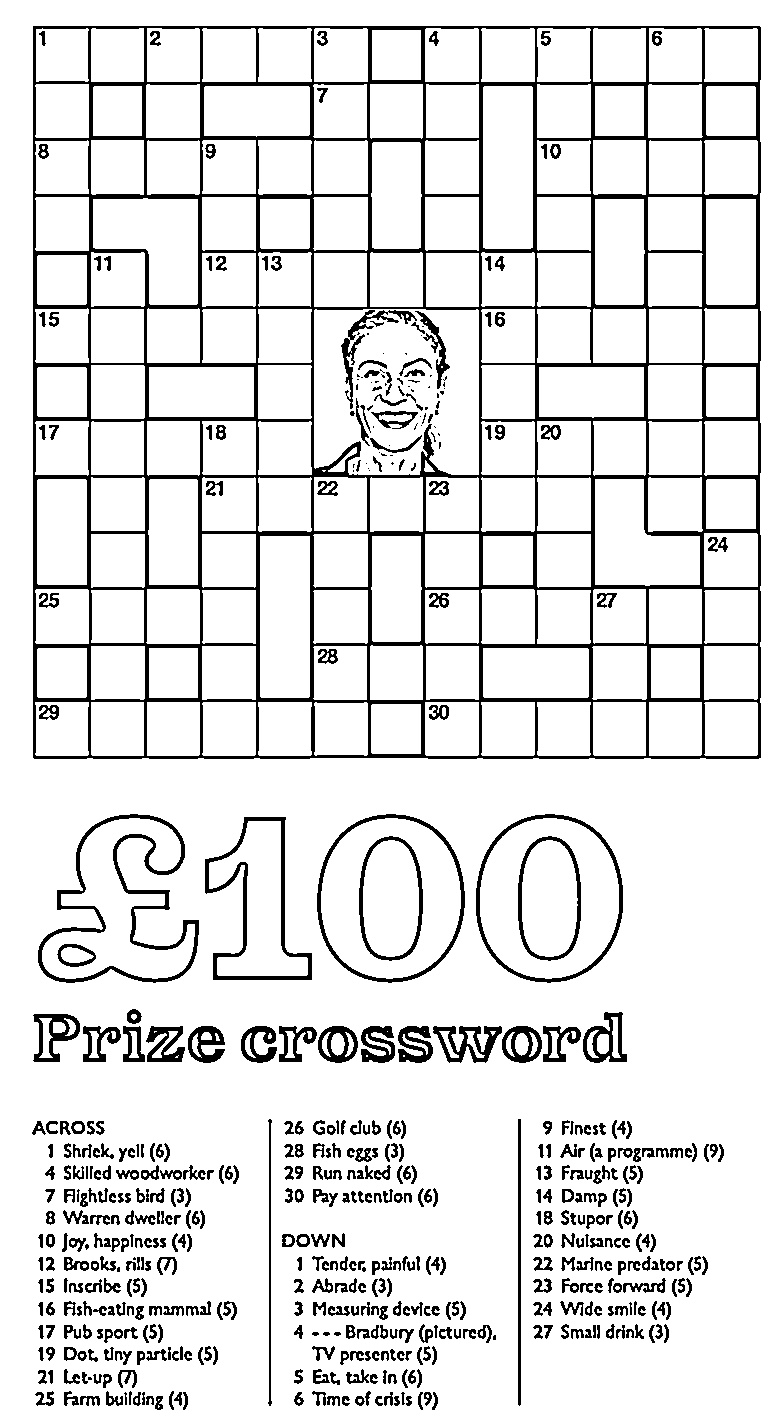 1 2 3 4 5 6
7
8 9 10
11 12 13 14
15 16
17 18 19 20
21 22 23
24
25 26 27
28
29 30
£100
Prize crossword
ACROSS
1 Shriek, yell (6)
4 Skilled woodworker (6)
7 Flightless bird (3)
8 Warren dweller (6)
10 Joy, happiness (4)
12 Brooks, rills (7)
15 Inscribe (5)
16 Fish-eating mammal (5)
17 Pub sport (5)
19 Dot, tiny particle (5)
21 Let-up (7)
25 Farm building (4)
26 Golf club (6)
28 Fish eggs (3)
29 Run naked (6)
30 Pay attention (6)
DOWN
1 Tender, painful (4)
2 Abrade (3)
3 Measuring device (5)
4 --- Bradbury (pictured),
TV presenter (5)
5 Eat, take in (6)
6 Time of crisis (9)
9 Finest (4)
11 Air (a programme) (9)
13 Fraught (5)
14 Damp (5)
18 Stupor (6)
20 Nuisance (4)
22 Marine predator (5)
23 Force forward (5)
24 Wide smile (4)
27 Small drink (3)